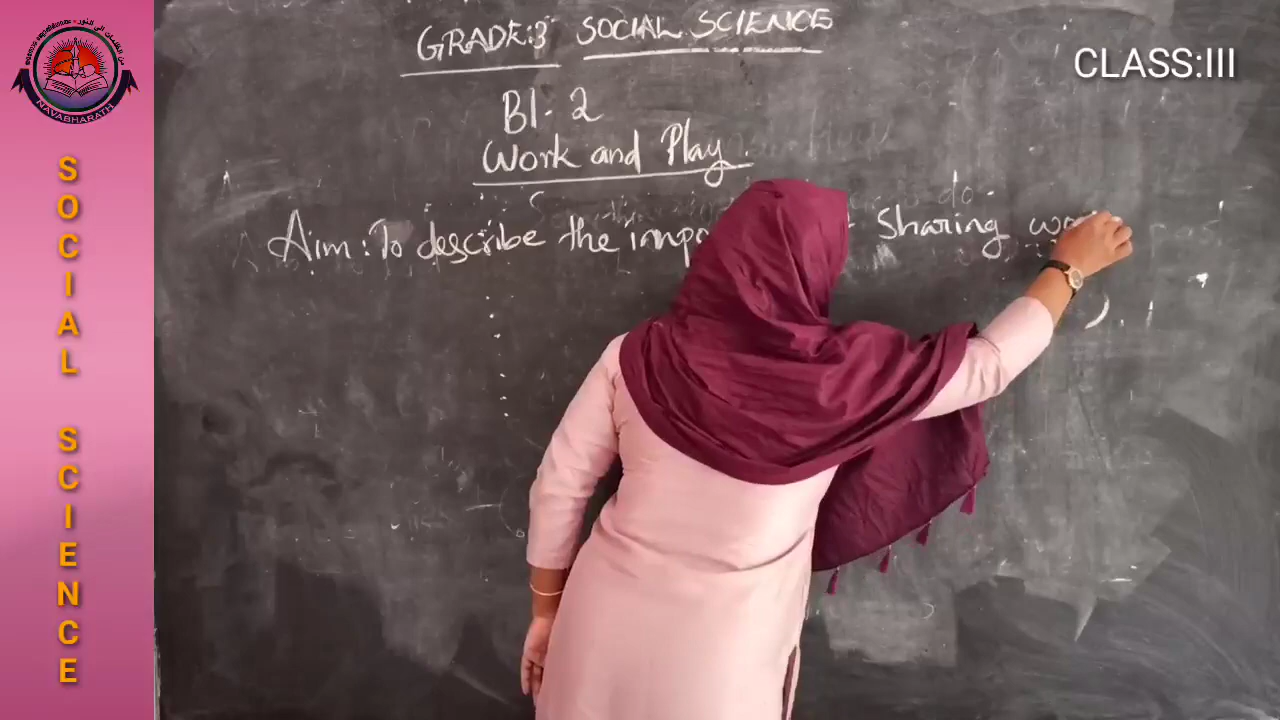 GRADE:3 SOCIAL SCIENCE
CLASS:III
Bl. 2
Work and Play.
Aim: To describe the Sharing
NAVABHARATH
SOCIAL SCIENCE